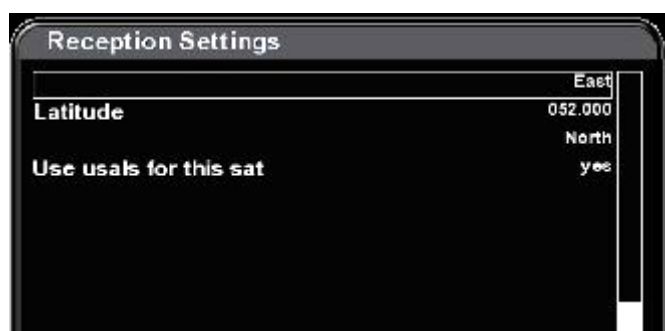 Reception Settings
East
Latitude 052.000
North
Use usals for this sat yes